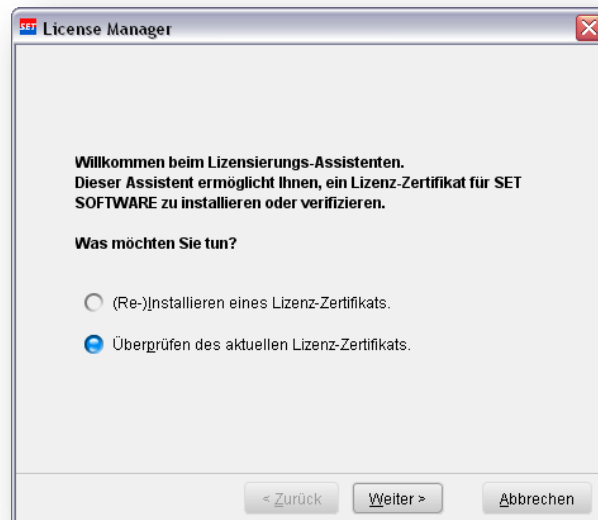 SET License Manager
Willkommen beim Lizensierungs-Assistenten.
Dieser Assistent ermöglicht Ihnen, ein Lizenz-Zertifikat für SET
SOFTWARE zu installieren oder verifizieren.
Was möchten Sie tun?
(Re-)Installieren eines Lizenz-Zertifikats.
Überprüfen des aktuellen Lizenz-Zertifikats.
< Zurück Weiter > Abbrechen